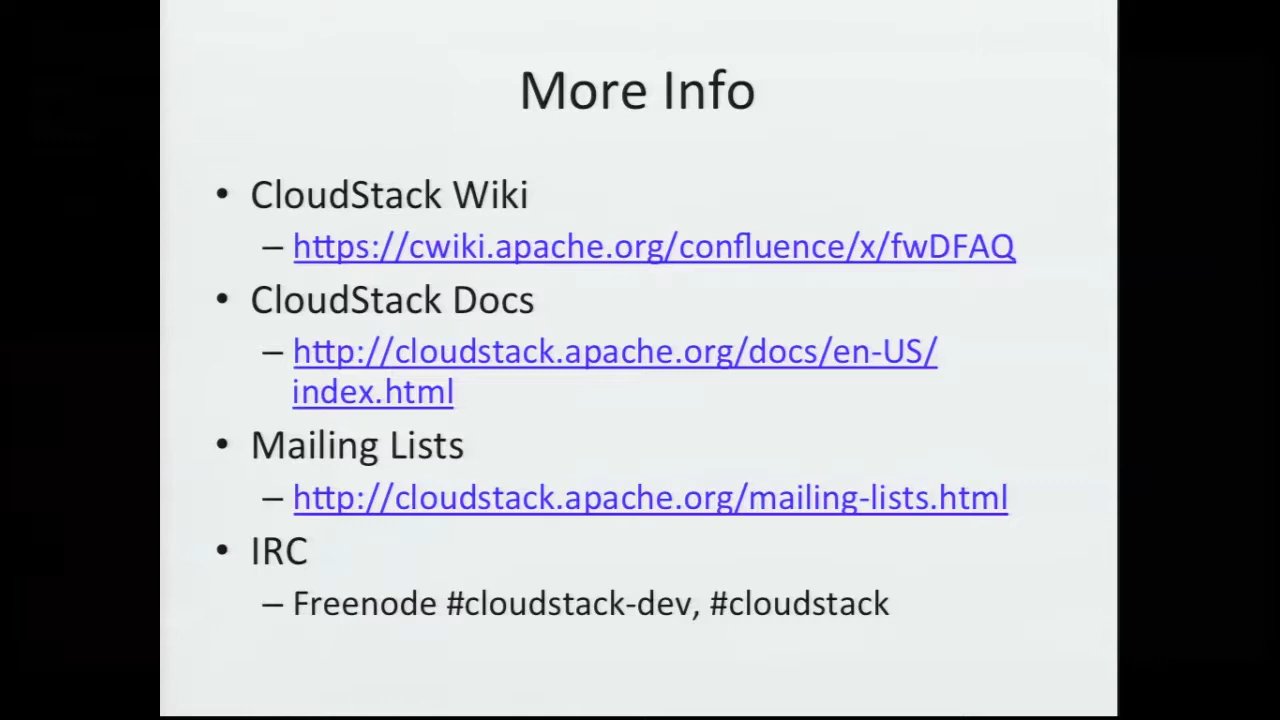 More Info
• CloudStack Wiki
– https://cwiki.apache.org/confluence/x/fwDFAQ
• CloudStack Docs
– http://cloudstack.apache.org/docs/en-US/
index.html
• Mailing Lists
– http://cloudstack.apache.org/mailing-lists.html
• IRC
– Freenode #cloudstack-dev, #cloudstack